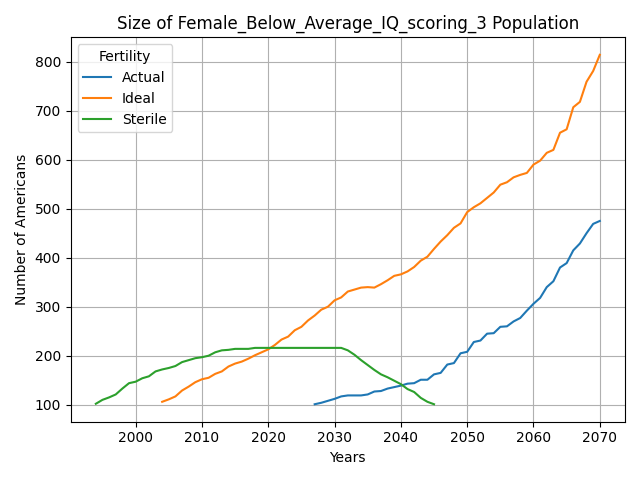 Size of Female_Below_Average_IQ_scoring_3 Population
Fertility
Actual
Ideal
Sterile
Number of Americans
800
700
600
500
400
300
200
100
2000 2010 2020 2030 2040 2050 2060 2070
Years